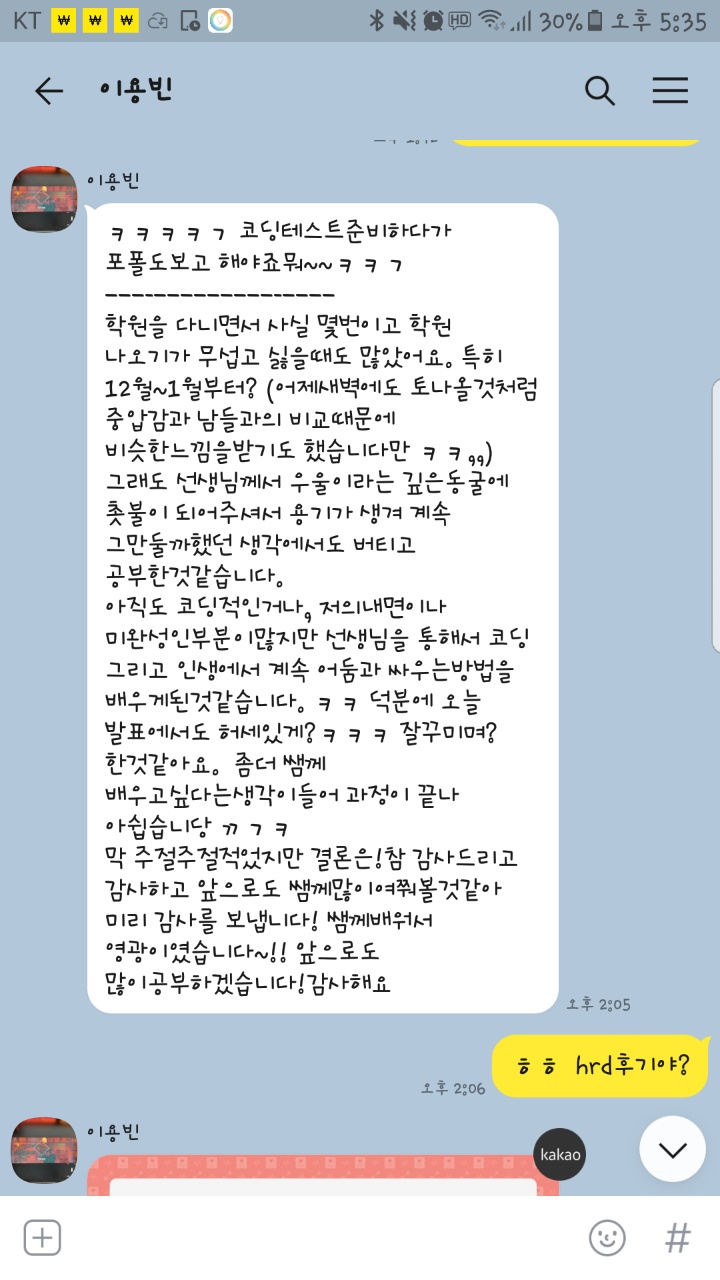 KT
HD
30%
오후 5:35
이용빈
이용빈
ㅋㅋㅋㅋㄱ 코딩테스트준비하다가
포폴도보고 해야죠뭐~~ㅋㅋㄱ
-------------------
학원을 다니면서 사실 몇번이고 학원
나오기가 무섭고 싫을때도 많았어요. 특히
12월~1월부터? (어제새벽에도 토나올것처럼
중압감과 남들과의 비교때문에
비슷한느낌을받기도 했습니다만 ㅋㅋ,,)
그래도 선생님께서 우울이라는 깊은동굴에
촛불이 되어주셔서 용기가 생겨 계속
그만둘까했던 생각에서도 버티고
공부한것같습니다.
아직도 코딩적인거나, 저의내면이나
미완성인부분이많지만 선생님을 통해서 코딩
그리고 인생에서 계속 어둠과 싸우는방법을
배우게된것같습니다. ㅋㅋ 덕분에 오늘
발표에서도 허세있게?ㅋㅋㅋ 잘꾸미며?
한것같아요. 좀더 쌤께
배우고싶다는생각이들어 과정이 끝나
아쉽습니당 ㄲㄱㅋ
막 주절주절적었지만 결론은!참 감사드리고
감사하고 앞으로도 쌤께많이여쭤볼것같아
미리 감사를 보냅니다! 쌤께배워서
영광이였습니다~!! 앞으로도
많이공부하겠습니다!감사해요
오후 2:05
ㅎㅎ hrd후기야?
오후 2:06
이용빈
kakao